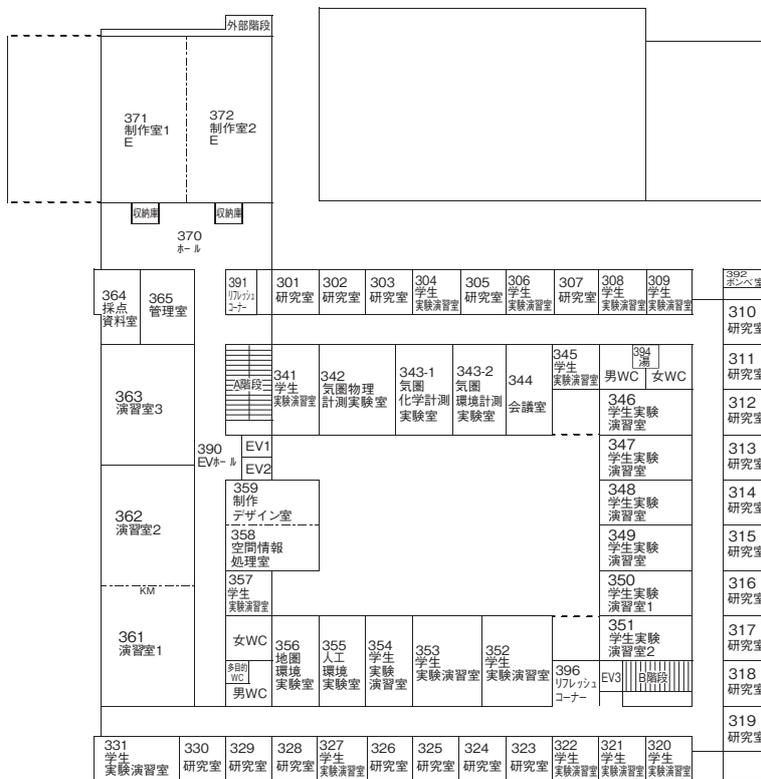 外部階段
371
制作室1
E
372
制作室2
E
収納庫
収納庫
370
ホール
364
採点
資料室
365
管理室
391
リフレッシュ
コーナー
301
研究室
302
研究室
303
研究室
304
学生
実験演習室
305
研究室
306
学生
実験演習室
307
研究室
308
学生
実験演習室
309
学生
実験演習室
392
ボンベ室
310
研究室
311
研究室
312
研究室
313
研究室
314
研究室
315
研究室
316
研究室
317
研究室
318
研究室
319
研究室
363
演習室3
A階段
341
学生
実験演習室
342
気圏物理
計測実験室
343-1
気圏
化学計測
実験室
343-2
気圏
環境計測
実験室
344
会議室
345
学生
実験演習室
394
湯
男WC
女WC
346
学生実験
演習室
347
学生実験
演習室
348
学生実験
演習室
349
学生実験
演習室
350
学生実験
演習室1
351
学生実験
演習室2
390
EVホール
EV1
EV2
359
制作
デザイン室
358
空間情報
処理室
357
学生
実験演習室
362
演習室2
KM
361
演習室1
女WC
多目的
WC
男WC
356
地圏
環境
実験室
355
人工
環境
実験室
354
学生
実験
演習室
353
学生
実験演習室
352
学生
実験演習室
396
リフレッシュ
コーナー
EV3
B階段
331
学生
実験演習室
330
研究室
329
研究室
328
研究室
327
学生
実験演習室
326
研究室
325
研究室
324
研究室
323
研究室
322
学生
実験演習室
321
学生
実験演習室
320
学生
実験演習室